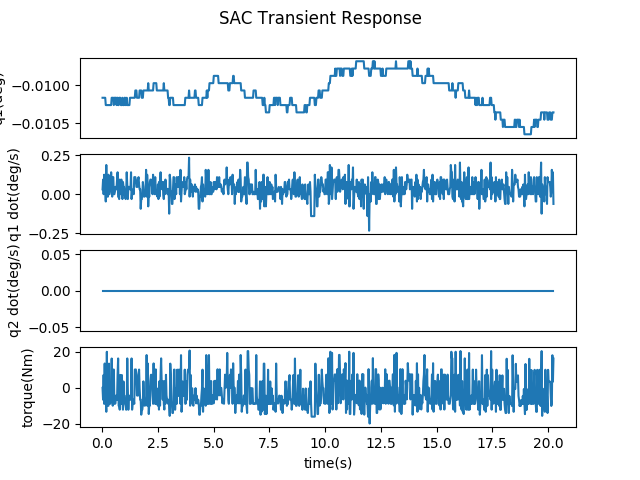 SAC Transient Response
q1(deg)
−0.0100
−0.0105
q1 dot(deg/s)
0.25
0.00
−0.25
q2 dot(deg/s)
0.05
0.00
−0.05
torque(Nm)
20
0
−20
0.0 2.5 5.0 7.5 10.0 12.5 15.0 17.5 20.0
time(s)